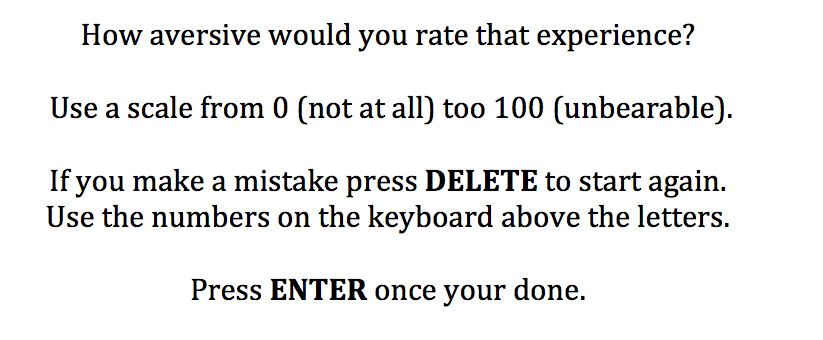 How aversive would you rate that experience?
Use a scale from 0 (not at all) too 100 (unbearable).
If you make a mistake press DELETE to start again.
Use the numbers on the keyboard above the letters.
Press ENTER once your done.